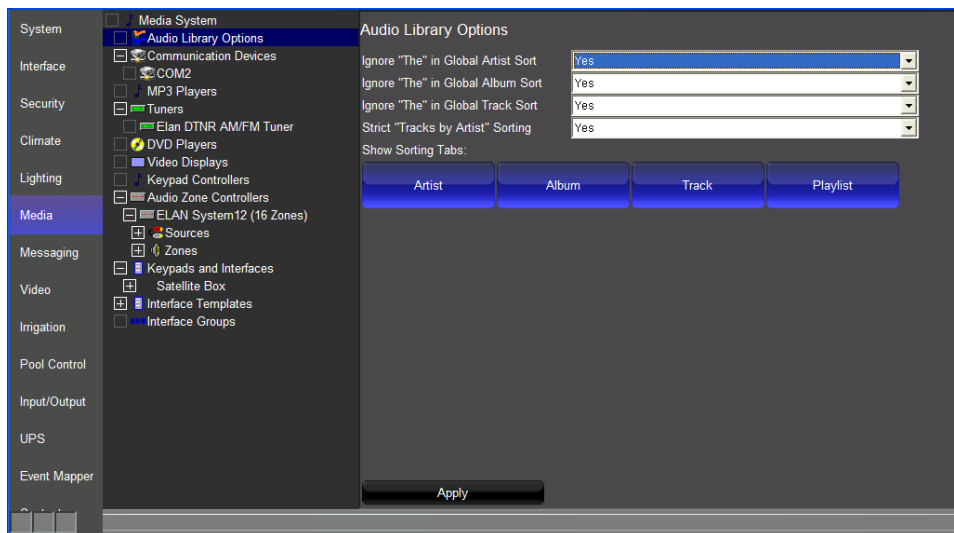 System
Interface
Security
Climate
Lighting
Media
Messaging
Video
Irrigation
Pool Control
Input/Output
UPS
Event Mapper
Media System
Audio Library Options
Communication Devices
COM2
MP3 Players
Tuners
Elan DTNR AM/FM Tuner
DVD Players
Video Displays
Keypad Controllers
Audio Zone Controllers
ELAN System12 (16 Zones)
Sources
Zones
Keypads and Interfaces
Satellite Box
Interface Templates
Interface Groups
Audio Library Options
Ignore "The" in Global Artist Sort Yes
Ignore "The" in Global Album Sort Yes
Ignore "The" in Global Track Sort Yes
Strict "Tracks by Artist" Sorting Yes
Show Sorting Tabs:
Artist Album Track Playlist
Apply